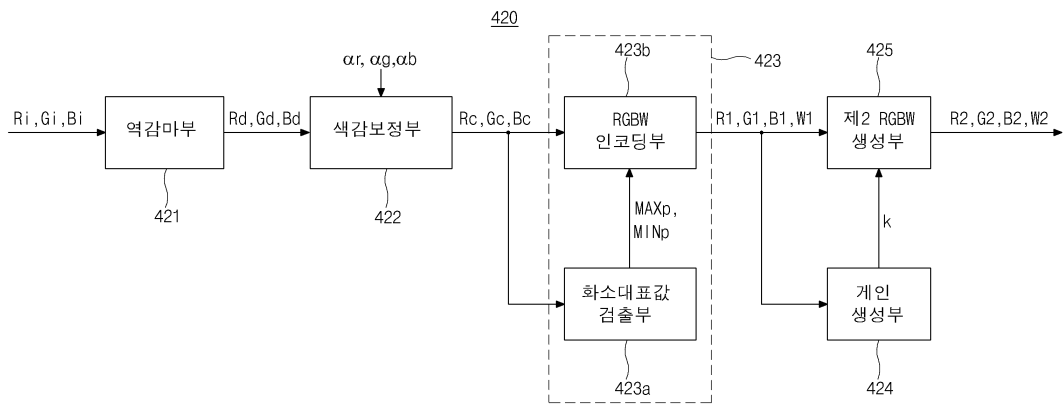 420
αr, αg,αb
423b
423
425
Ri,Gi,Bi
역감마부
Rd,Gd,Bd
색감보정부
Rc,Gc,Bc
RGBW
인코딩부
R1,G1,B1,W1
제2 RGBW
생성부
R2,G2,B2,W2
421
422
MAXp,
MINp
k
화소대표값
검출부
게인
생성부
423a
424